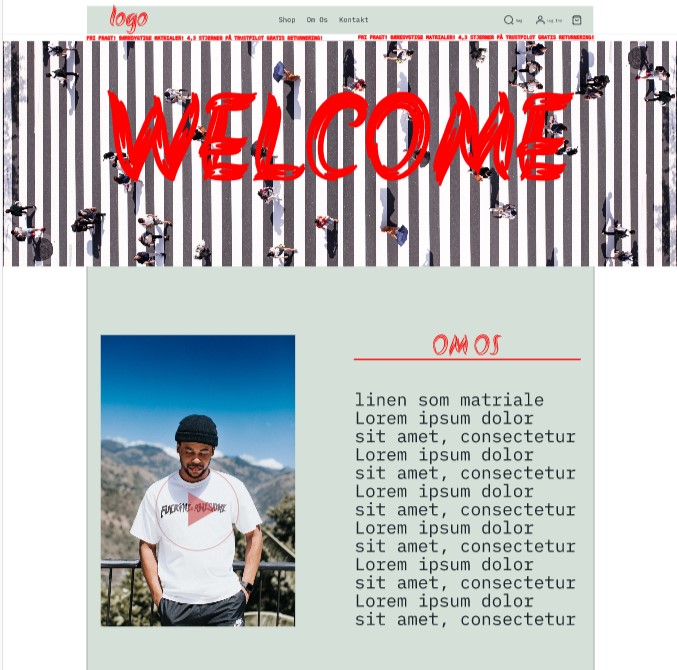 logo
Shop Om Os Kontakt
Søg Log Ind
FRI FRAGT! BÆREDYGTIGE MATRIALER! 4,3 STJERNER PÅ TRUSTPILOT GRATIS RETURNERING! FRI FRAGT! BÆREDYGTIGE MATRIALER! 4,3 STJERNER PÅ TRUSTPILOT GRATIS RETURNERING!
WELCOME
OM OS
linen som matriale
Lorem ipsum dolor
sit amet, consectetur
Lorem ipsum dolor
sit amet, consectetur
Lorem ipsum dolor
sit amet, consectetur
Lorem ipsum dolor
sit amet, consectetur
Lorem ipsum dolor
sit amet, consectetur
Lorem ipsum dolor
sit amet, consectetur